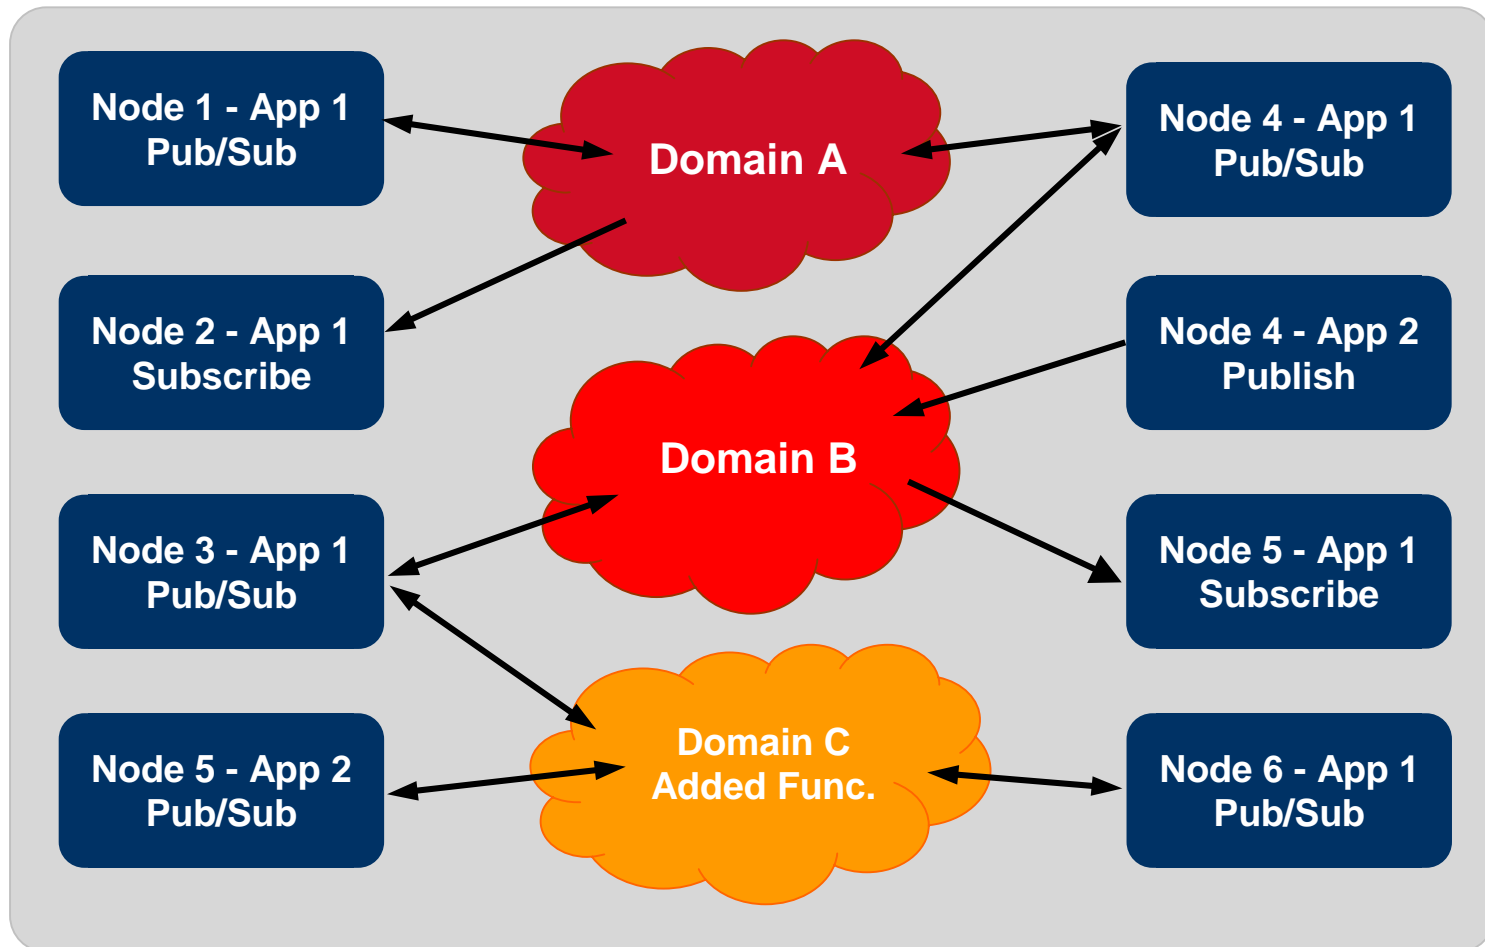 Node 1 - App 1
Pub/Sub
Domain A
Node 4 - App 1
Pub/Sub
Node 2 - App 1
Subscribe
Node 4 - App 2
Publish
Domain B
Node 3 - App 1
Pub/Sub
Node 5 - App 1
Subscribe
Node 5 - App 2
Pub/Sub
Domain C
Added Func.
Node 6 - App 1
Pub/Sub